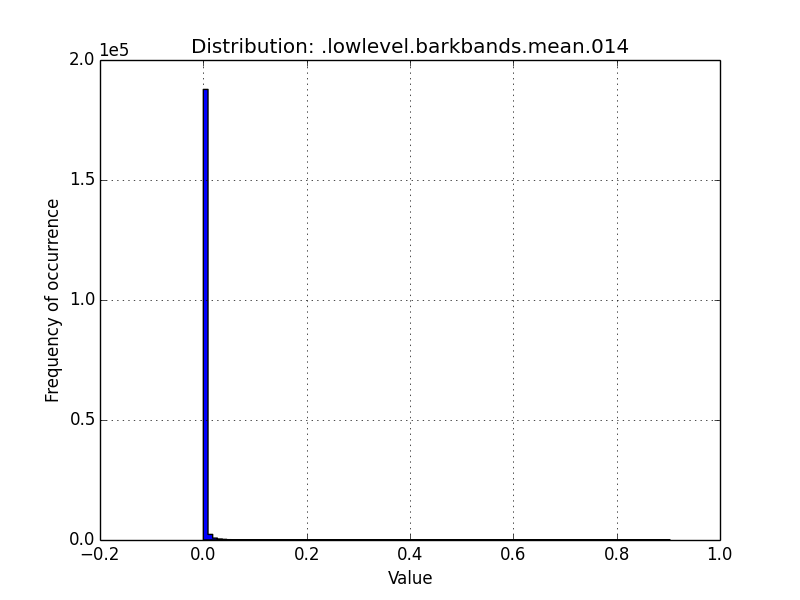 Distribution: .lowlevel.barkbands.mean.014
1e5
2.0
1.5
1.0
0.5
0.0
Frequency of occurrence
−0.2 0.0 0.2 0.4 0.6 0.8 1.0
Value